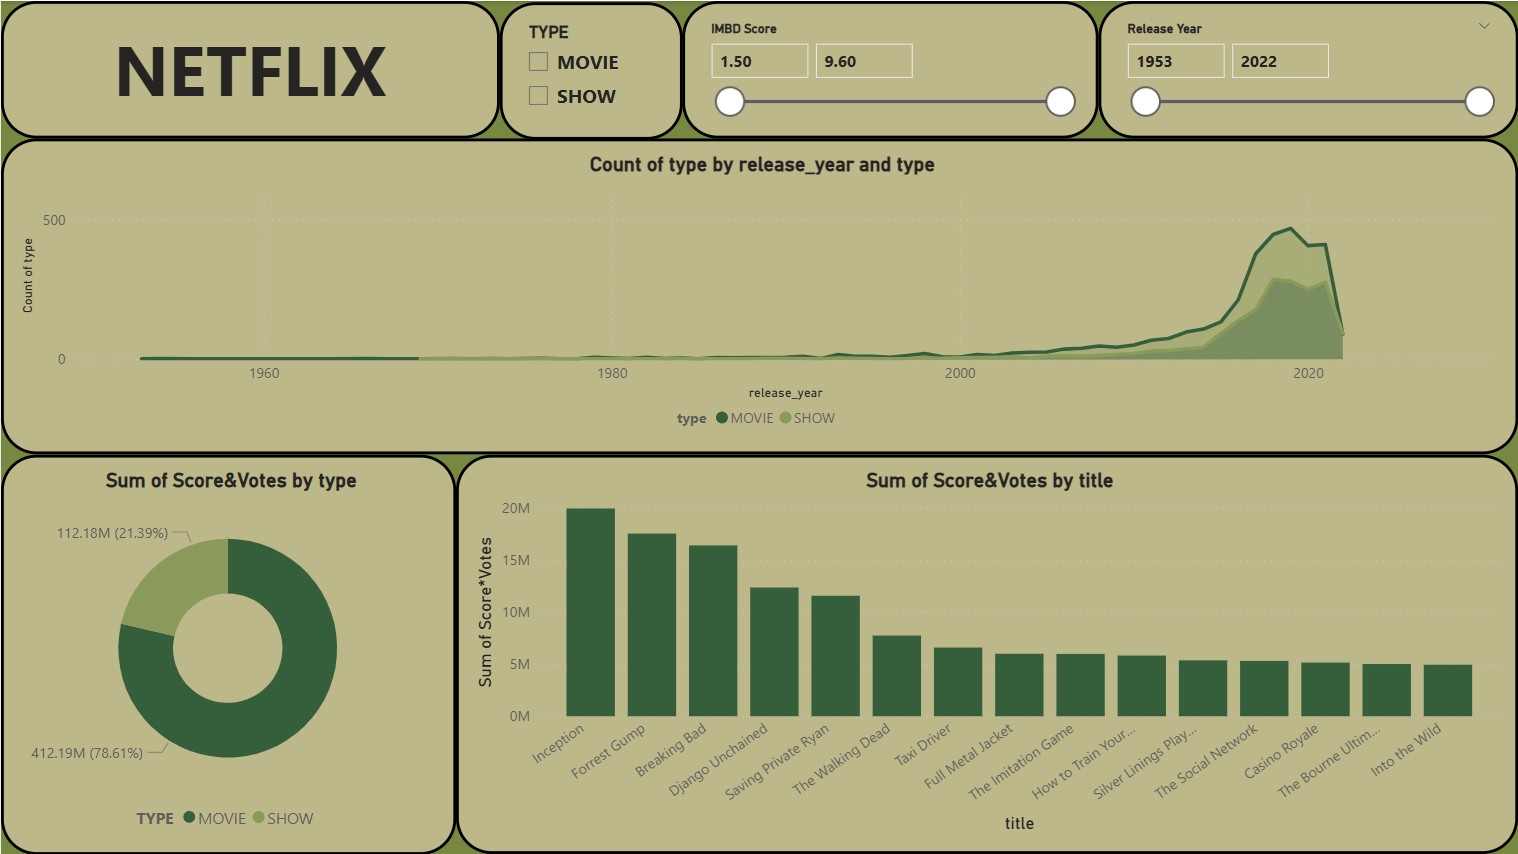 NETFLIX
TYPE
MOVIE
SHOW
IMBD Score
1.50 9.60
Release Year
1953 2022
Count of type by release_year and type
Count of type
500
0
1960 1980 2000 2020
release_year
type MOVIE SHOW
Sum of Score&Votes by type
112.18M (21.39%)
412.19M (78.61%)
TYPE MOVIE SHOW
Sum of Score&Votes by title
Sum of Score*Votes
20M
15M
10M
5M
0M
Inception
Forrest Gump
Breaking Bad
Django Unchained
Saving Private Ryan
The Walking Dead
Taxi Driver
Full Metal Jacket
The Imitation Game
How to Train Your...
Silver Linings Play...
The Social Network
Casino Royale
The Bourne Ultim...
Into the Wild
title